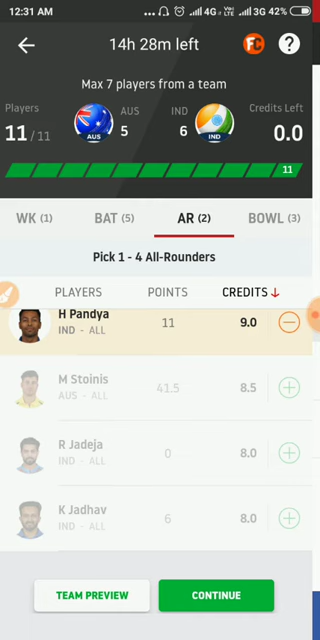 12:31 AM ... 4G VoLTE 3G 42%
14h 28m left FC ?
Max 7 players from a team
Players AUS IND Credits Left
11 / 11 AUS 5 6 IND 0.0
11
WK (1) BAT (5) AR (2) BOWL (3)
Pick 1 - 4 All-Rounders
PLAYERS POINTS CREDITS ↓
H Pandya 11 9.0
IND - ALL
M Stoinis 41.5 8.5
AUS - ALL
R Jadeja 0 8.0
IND - ALL
K Jadhav 6 8.0
IND - ALL
TEAM PREVIEW CONTINUE